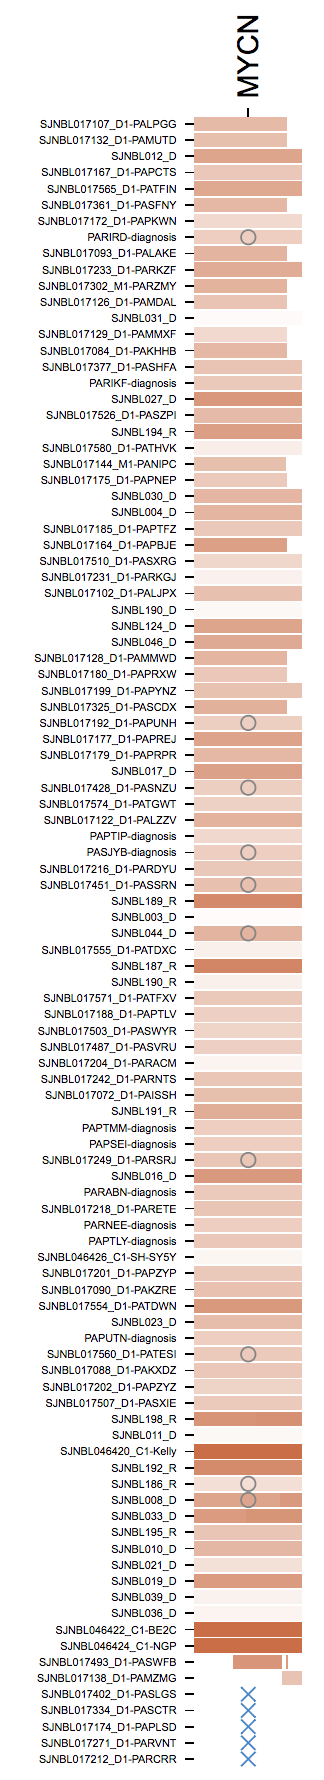 MYCN
SJNBL017107_D1-PALPGG
SJNBL017132_D1-PAMUTD
SJNBL012_D
SJNBL017167_D1-PAPCTS
SJNBL017565_D1-PATFIN
SJNBL017361_D1-PASFNY
SJNBL017172_D1-PAPKWN
PARIRD-diagnosis
SJNBL017093_D1-PALAKE
SJNBL017233_D1-PARKZF
SJNBL017302_M1-PARZMY
SJNBL017126_D1-PAMDAL
SJNBL031_D
SJNBL017129_D1-PAMMXF
SJNBL017084_D1-PAKHHB
SJNBL017377_D1-PASHFA
PARIKF-diagnosis
SJNBL027_D
SJNBL017526_D1-PASZPI
SJNBL194_R
SJNBL017580_D1-PATHVK
SJNBL017144_M1-PANIPC
SJNBL017175_D1-PAPNEP
SJNBL030_D
SJNBL004_D
SJNBL017185_D1-PAPTFZ
SJNBL017164_D1-PAPBJE
SJNBL017510_D1-PASXRG
SJNBL017231_D1-PARKGJ
SJNBL017102_D1-PALJPX
SJNBL190_D
SJNBL124_D
SJNBL046_D
SJNBL017128_D1-PAMMWD
SJNBL017180_D1-PAPRXW
SJNBL017199_D1-PAPYNZ
SJNBL017325_D1-PASCDX
SJNBL017192_D1-PAPUNH
SJNBL017177_D1-PAPREJ
SJNBL017179_D1-PAPRPR
SJNBL017_D
SJNBL017428_D1-PASNZU
SJNBL017574_D1-PATGWT
SJNBL017122_D1-PALZZV
PAPTIP-diagnosis
PASJYB-diagnosis
SJNBL017216_D1-PARDYU
SJNBL017451_D1-PASSRN
SJNBL189_R
SJNBL003_D
SJNBL044_D
SJNBL017555_D1-PATDXC
SJNBL187_R
SJNBL190_R
SJNBL017571_D1-PATFXV
SJNBL017188_D1-PAPTLV
SJNBL017503_D1-PASWYR
SJNBL017487_D1-PASVRU
SJNBL017204_D1-PARACM
SJNBL017242_D1-PARNTS
SJNBL017072_D1-PAISSH
SJNBL191_R
PAPTMM-diagnosis
PAPSEI-diagnosis
SJNBL017249_D1-PARSRJ
SJNBL016_D
PARABN-diagnosis
SJNBL017218_D1-PARETE
PARNEE-diagnosis
PAPTLY-diagnosis
SJNBL046426_C1-SH-SY5Y
SJNBL017201_D1-PAPZYP
SJNBL017090_D1-PAKZRE
SJNBL017554_D1-PATDWN
SJNBL023_D
PAPUTN-diagnosis
SJNBL017560_D1-PATESI
SJNBL017088_D1-PAKXDZ
SJNBL017202_D1-PAPZYZ
SJNBL017507_D1-PASXIE
SJNBL198_R
SJNBL011_D
SJNBL046420_C1-Kelly
SJNBL192_R
SJNBL186_R
SJNBL008_D
SJNBL033_D
SJNBL195_R
SJNBL010_D
SJNBL021_D
SJNBL019_D
SJNBL039_D
SJNBL036_D
SJNBL046422_C1-BE2C
SJNBL046424_C1-NGP
SJNBL017493_D1-PASWFB
SJNBL017138_D1-PAMZMG
SJNBL017402_D1-PASLGS
SJNBL017334_D1-PASCTR
SJNBL017174_D1-PAPLSD
SJNBL017271_D1-PARVNT
SJNBL017212_D1-PARCRR